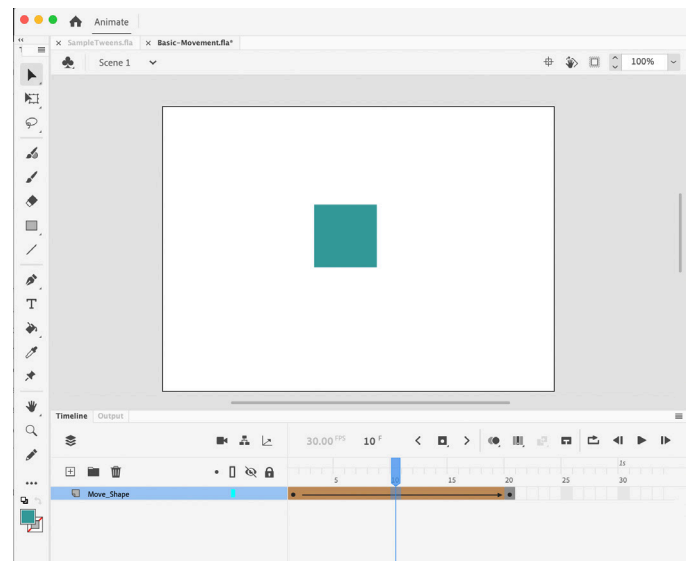 Animate
× SampleTweens.fla × Basic-Movement.fla*
Scene 1 100%
T
Timeline Output
30.00 FPS 10 F
1s
5 10 15 20 25 30
Move_Shape